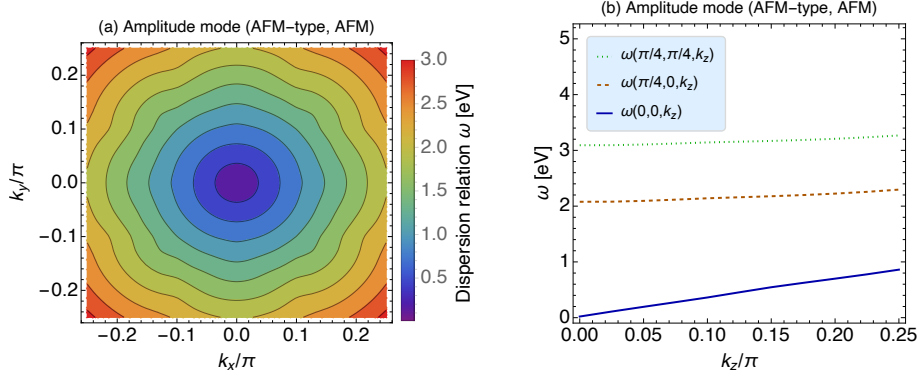 (a) Amplitude mode (AFM-type, AFM)
0.2
0.1
0.0
−0.1
−0.2
k_y/π
−0.2
−0.1
0.0
0.1
0.2
k_x/π
3.0
2.5
2.0
1.5
1.0
0.5
Dispersion relation ω [eV]
(b) Amplitude mode (AFM-type, AFM)
5
4
3
2
1
0
ω [eV]
ω(π/4,π/4,k_z)
ω(π/4,0,k_z)
ω(0,0,k_z)
0.00
0.05
0.10
0.15
0.20
0.25
k_z/π